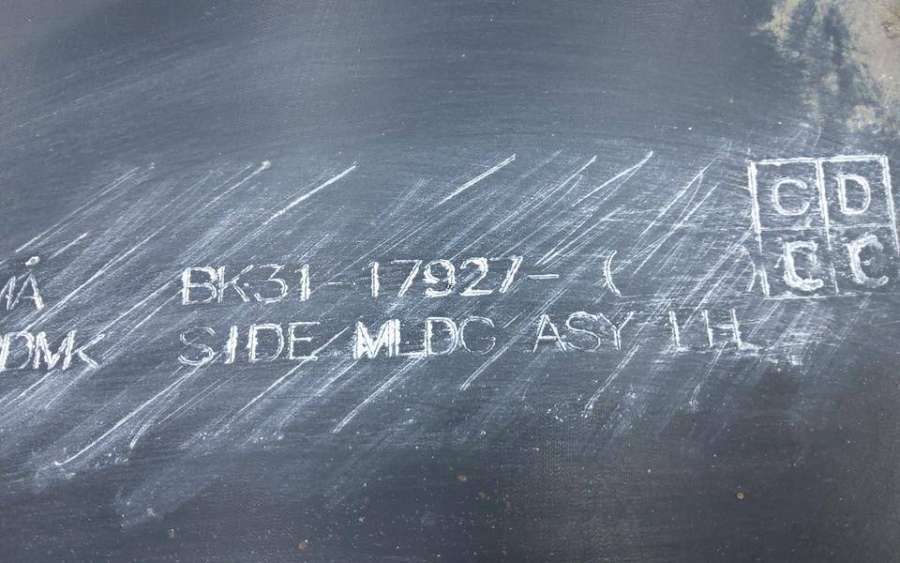 CD
CC
BK31-17927-( )
SIDE MLDG ASY LH